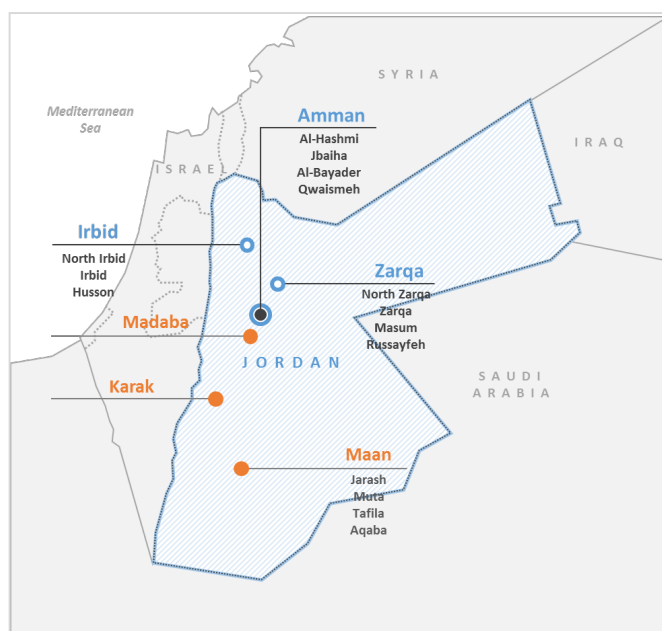 SYRIA
Mediterranean
Sea
Amman
Al-Hashmi
Jbaiha
Al-Bayader
Qwaismeh
IRAQ
ISRAEL
Irbid
North Irbid
Irbid
Husson
Zarqa
North Zarqa
Zarqa
Masum
Russayfeh
Madaba
JORDAN
Karak
SAUDI
ARABIA
Maan
Jarash
Muta
Tafila
Aqaba